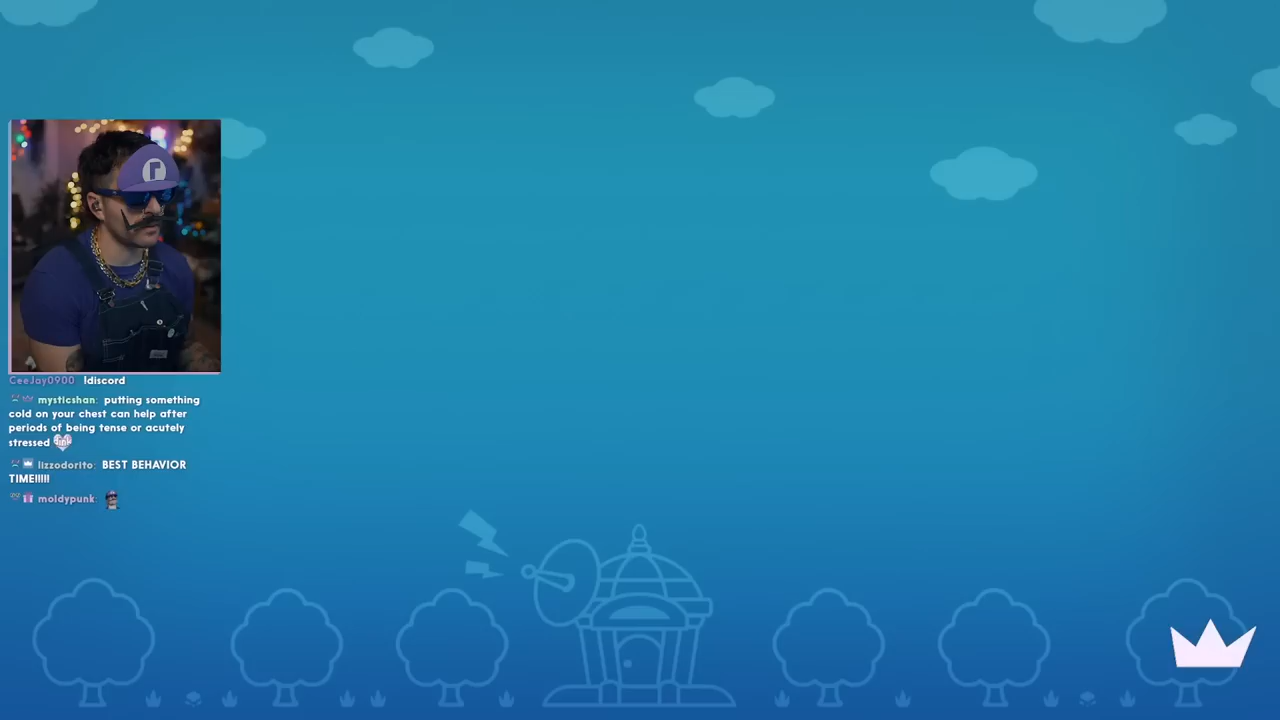 CeeJay0900 !discord
mysticshan: putting something
cold on your chest can help after
periods of being tense or acutely
stressed
lizzodorito: BEST BEHAVIOR
TIME!!!!!
moldypunk: